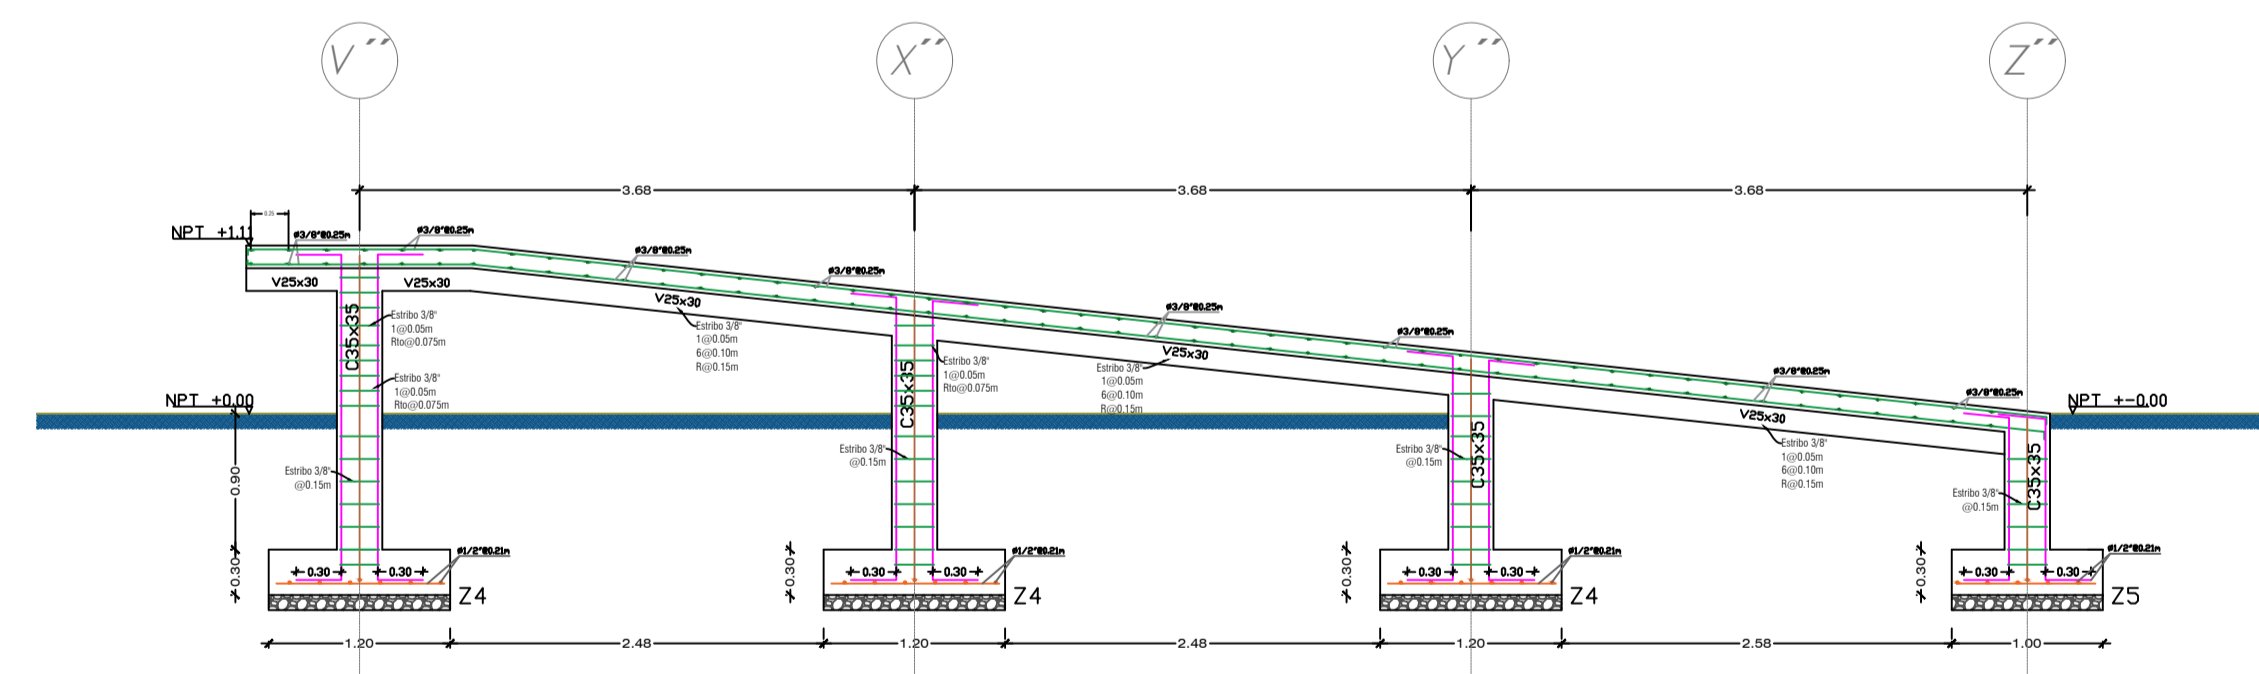 V´´
X´´
Y´´
Z´´
3.68
3.68
3.68
0.25
NPT +1.11
ø3/8"@0.25m
ø3/8"@0.25m
ø3/8"@0.25m
ø3/8"@0.25m
ø3/8"@0.25m
ø3/8"@0.25m
ø3/8"@0.25m
ø3/8"@0.25m
V25x30
V25x30
V25x30
V25x30
V25x30
C35x35
C35x35
C35x35
C35x35
Estribo 3/8"
1@0.05m
Rto@0.075m
Estribo 3/8"
1@0.05m
6@0.10m
R@0.15m
Estribo 3/8"
1@0.05m
Rto@0.075m
Estribo 3/8"
1@0.05m
Rto@0.075m
Estribo 3/8"
1@0.05m
6@0.10m
R@0.15m
NPT +0.00
NPT +-0.00
Estribo 3/8"
1@0.05m
6@0.10m
R@0.15m
Estribo 3/8"
@0.15m
Estribo 3/8"
@0.15m
Estribo 3/8"
@0.15m
Estribo 3/8"
@0.15m
0.90
0.30
0.30
0.30
0.30
ø1/2"@0.21m
ø1/2"@0.21m
ø1/2"@0.21m
ø1/2"@0.21m
0.30 0.30
0.30 0.30
0.30 0.30
0.30 0.30
Z4
Z4
Z4
Z5
1.20
2.48
1.20
2.48
1.20
2.58
1.00